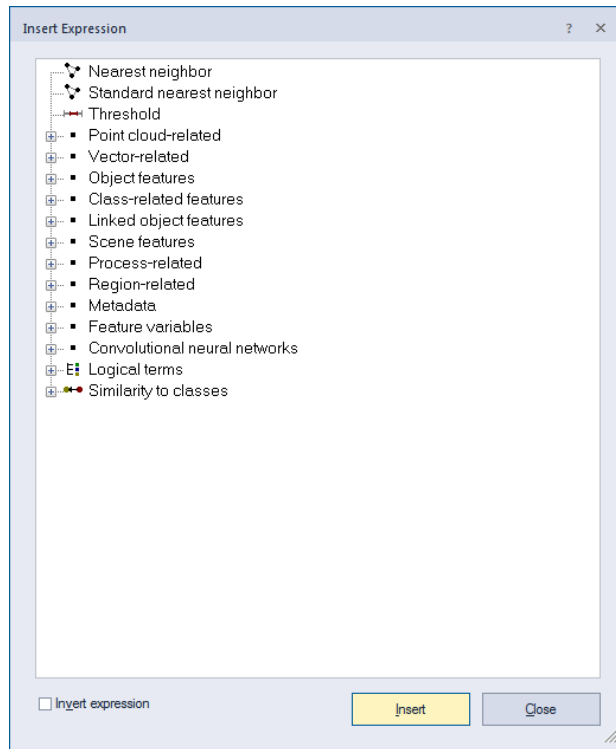 Insert Expression
Nearest neighbor
Standard nearest neighbor
Threshold
Point cloud-related
Vector-related
Object features
Class-related features
Linked object features
Scene features
Process-related
Region-related
Metadata
Feature variables
Convolutional neural networks
Logical terms
Similarity to classes
Invert expression
Insert
Close